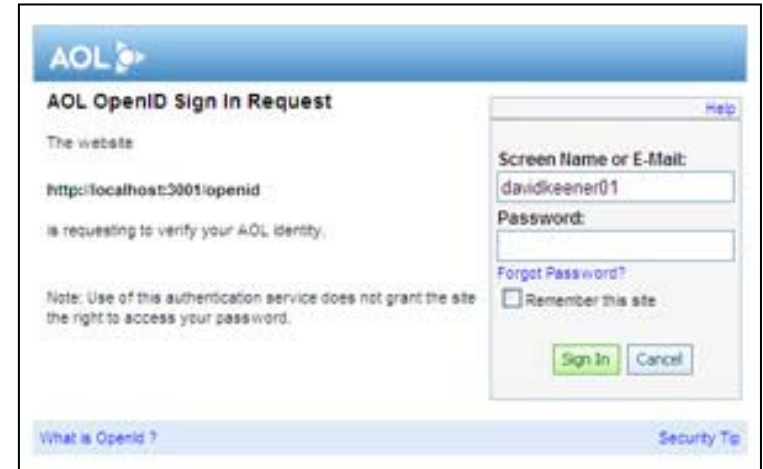 AOL
AOL OpenID Sign In Request
The website
http://localhost:3001/openid
is requesting to verify your AOL identity.
Note: Use of this authentication service does not grant the site
the right to access your password.
Help
Screen Name or E-Mail:
davidkeener01
Password:
Forgot Password?
Remember this site
Sign In
Cancel
What is OpenId ?
Security Tip